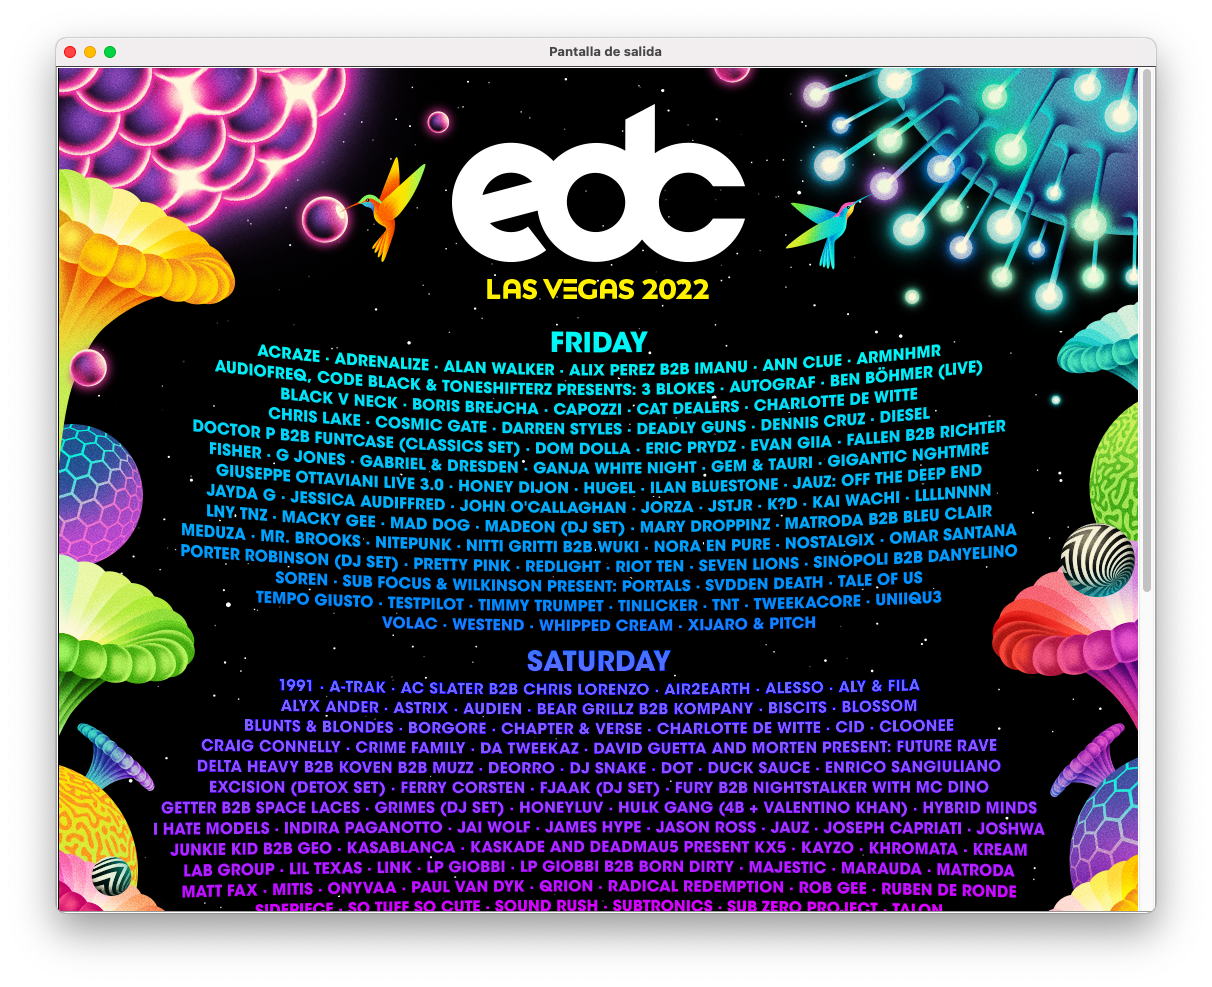 Pantalla de salida
edc
LAS VEGAS 2022
FRIDAY
ACRAZE · ADRENALIZE · ALAN WALKER · ALIX PEREZ B2B IMANU · ANN CLUE · ARMNHMR
AUDIOFREQ, CODE BLACK & TONESHIFTERZ PRESENTS: 3 BLOKES · AUTOGRAF · BEN BÖHMER (LIVE)
BLACK V NECK · BORIS BREJCHA · CAPOZZI · CAT DEALERS · CHARLOTTE DE WITTE
CHRIS LAKE · COSMIC GATE · DARREN STYLES · DEADLY GUNS · DENNIS CRUZ · DIESEL
DOCTOR P B2B FUNTCASE (CLASSICS SET) · DOM DOLLA · ERIC PRYDZ · EVAN GIIA · FALLEN B2B RICHTER
FISHER · G JONES · GABRIEL & DRESDEN · GANJA WHITE NIGHT · GEM & TAURI · GIGANTIC NGHTMRE
GIUSEPPE OTTAVIANI LIVE 3.0 · HONEY DIJON · HUGEL · ILAN BLUESTONE · JAUZ: OFF THE DEEP END
JAYDA G · JESSICA AUDIFFRED · JOHN O'CALLAGHAN · JORZA · JSTJR · K?D · KAI WACHI · LLLLNNNN
LNY TNZ · MACKY GEE · MAD DOG · MADEON (DJ SET) · MARY DROPPINZ · MATRODA B2B BLEU CLAIR
MEDUZA · MR. BROOKS · NITEPUNK · NITTI GRITTI B2B WUKI · NORA EN PURE · NOSTALGIX · OMAR SANTANA
PORTER ROBINSON (DJ SET) · PRETTY PINK · REDLIGHT · RIOT TEN · SEVEN LIONS · SINOPOLI B2B DANYELINO
SOREN · SUB FOCUS & WILKINSON PRESENT: PORTALS · SVDDEN DEATH · TALE OF US
TEMPO GIUSTO · TESTPILOT · TIMMY TRUMPET · TINLICKER · TNT · TWEEKACORE · UNIIQU3
VOLAC · WESTEND · WHIPPED CREAM · XIJARO & PITCH
SATURDAY
1991 · A-TRAK · AC SLATER B2B CHRIS LORENZO · AIR2EARTH · ALESSO · ALY & FILA
ALYX ANDER · ASTRIX · AUDIEN · BEAR GRILLZ B2B KOMPANY · BISCITS · BLOSSOM
BLUNTS & BLONDES · BORGORE · CHAPTER & VERSE · CHARLOTTE DE WITTE · CID · CLOONEE
CRAIG CONNELLY · CRIME FAMILY · DA TWEEKAZ · DAVID GUETTA AND MORTEN PRESENT: FUTURE RAVE
DELTA HEAVY B2B KOVEN B2B MUZZ · DEORRO · DJ SNAKE · DOT · DUCK SAUCE · ENRICO SANGIULIANO
EXCISION (DETOX SET) · FERRY CORSTEN · FJAAK (DJ SET) · FURY B2B NIGHTSTALKER WITH MC DINO
GETTER B2B SPACE LACES · GRIMES (DJ SET) · HONEYLUV · HULK GANG (4B + VALENTINO KHAN) · HYBRID MINDS
I HATE MODELS · INDIRA PAGANOTTO · JAI WOLF · JAMES HYPE · JASON ROSS · JAUZ · JOSEPH CAPRIATI · JOSHWA
JUNKIE KID B2B GEO · KASABLANCA · KASKADE AND DEADMAU5 PRESENT KX5 · KAYZO · KHROMATA · KREAM
LAB GROUP · LIL TEXAS · LINK · LP GIOBBI · LP GIOBBI B2B BORN DIRTY · MAJESTIC · MARAUDA · MATRODA
MATT FAX · MITIS · ONYVAA · PAUL VAN DYK · QRION · RADICAL REDEMPTION · ROB GEE · RUBEN DE RONDE
SIDEPIECE · SO TUFF SO CUTE · SOUND RUSH · SUBTRONICS · SUB ZERO PROJECT · TALON